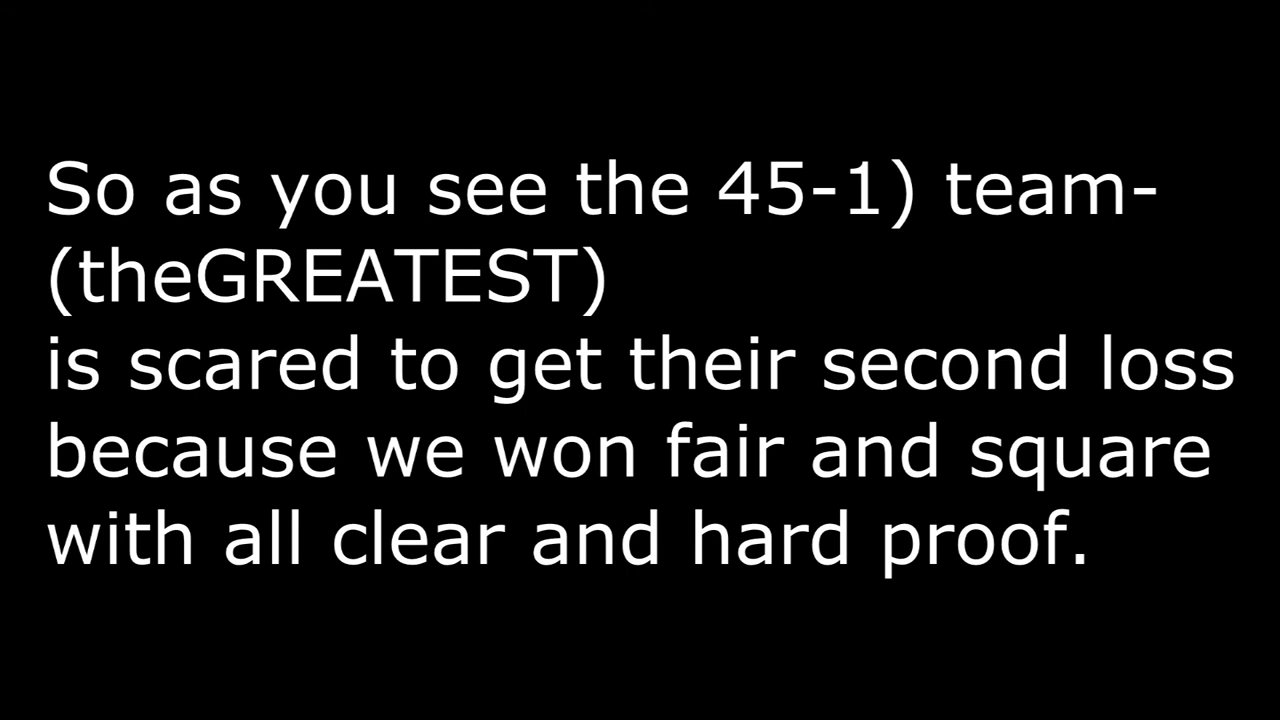 So as you see the 45-1) team-
(theGREATEST)
is scared to get their second loss
because we won fair and square
with all clear and hard proof.